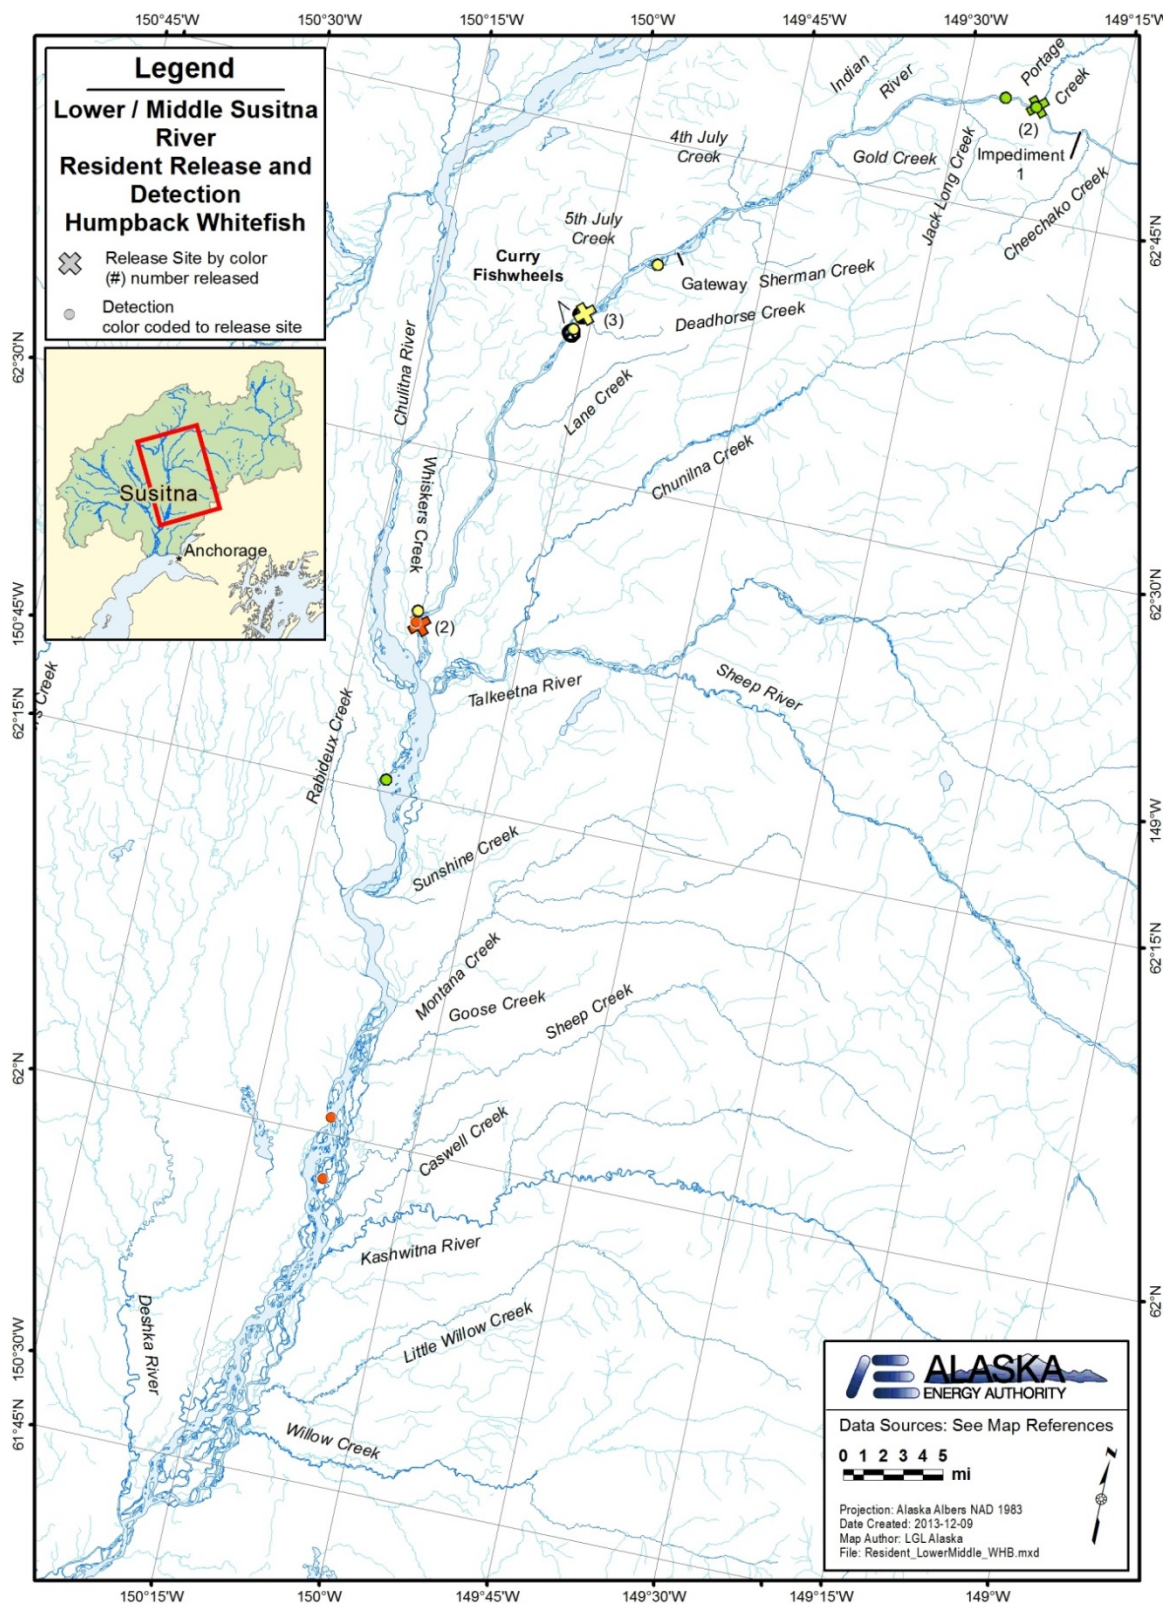 150°45'W
150°30'W
150°15'W
150°W
149°45'W
149°30'W
149°15'W
Legend
Lower / Middle Susitna
River
Resident Release and
Detection
Humpback Whitefish
Release Site by color
(#) number released
Detection
color coded to release site
Susitna
Anchorage
Indian
River
Portage
Creek
(2)
Impediment
1
4th July
Creek
Gold Creek
Jack Long Creek
Cheechako Creek
5th July
Creek
Curry
Fishwheels
Gateway
Sherman Creek
(3)
Deadhorse Creek
Lane Creek
Chulitna River
Whiskers Creek
Chunilna Creek
(2)
Talkeetna River
Sheep River
Rabideux Creek
's Creek
Sunshine Creek
Montana Creek
Goose Creek
Sheep Creek
Caswell Creek
Kashwitna River
Little Willow Creek
Willow Creek
Deshka River
62°30'N
150°45'W
62°15'N
62°N
150°30'W
61°45'N
62°45'N
62°30'N
149°W
62°15'N
62°N
ALASKA
ENERGY AUTHORITY
Data Sources: See Map References
0 1 2 3 4 5
mi
N
Projection: Alaska Albers NAD 1983
Date Created: 2013-12-09
Map Author: LGL Alaska
File: Resident_LowerMiddle_WHB.mxd
150°15'W
150°0'W
149°45'W
149°30'W
149°15'W
149°0'W